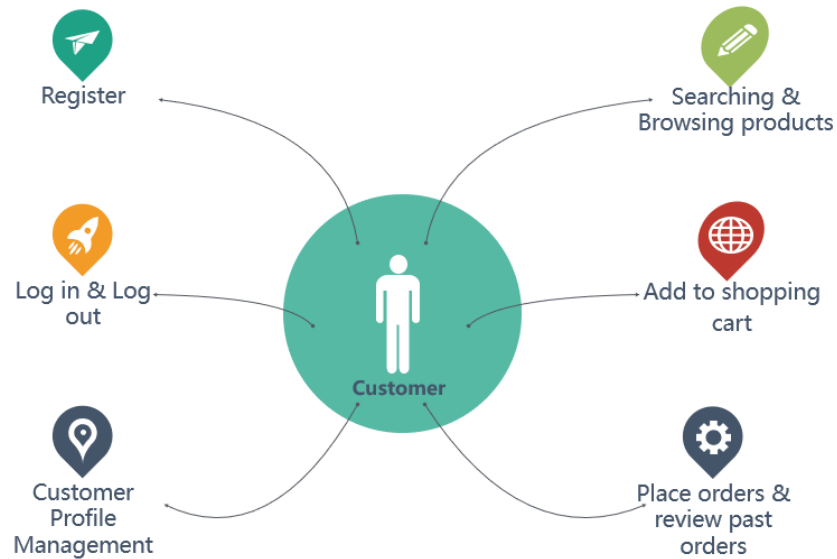 Register
Searching &
Browsing products
Log in & Log
out
Add to shopping
cart
Customer
Customer
Profile
Management
Place orders &
review past
orders